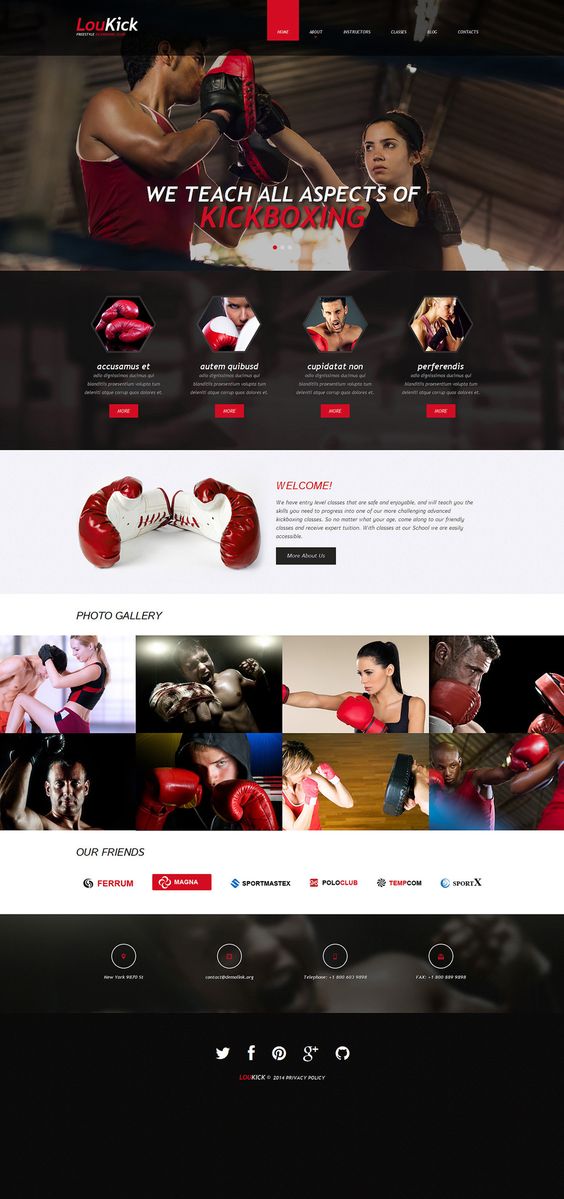 LouKick
FREESTYLE KICKBOXING CLUB
HOME ABOUT INSTRUCTORS CLASSES BLOG CONTACTS
WE TEACH ALL ASPECTS OF
KICKBOXING
accusamus et
odio dignissimos ducimus qui
blanditiis praesentium volupta tum
deleniti atque corrup quos dolores et.
MORE
autem quibusd
odio dignissimos ducimus qui
blanditiis praesentium volupta tum
deleniti atque corrup quos dolores et.
MORE
cupidatat non
odio dignissimos ducimus qui
blanditiis praesentium volupta tum
deleniti atque corrup quos dolores et.
MORE
perferendis
odio dignissimos ducimus qui
blanditiis praesentium volupta tum
deleniti atque corrup quos dolores et.
MORE
WELCOME!
We have entry level classes that are safe and enjoyable, and will teach you the
skills you need to progress into one of our more challenging advanced
kickboxing classes. So no matter what your age, come along to our friendly
classes and receive expert tuition. With classes at our School we are easily
accessible.
More About Us
PHOTO GALLERY
OUR FRIENDS
FERRUM MAGNA SPORTMASTEX POLOCLUB TEMPCOM SPORTX
New York 9870 St
contact@demolink.org
Telephone: +1 800 603 9898
FAX: +1 800 889 9898
LOUKICK © 2014 PRIVACY POLICY